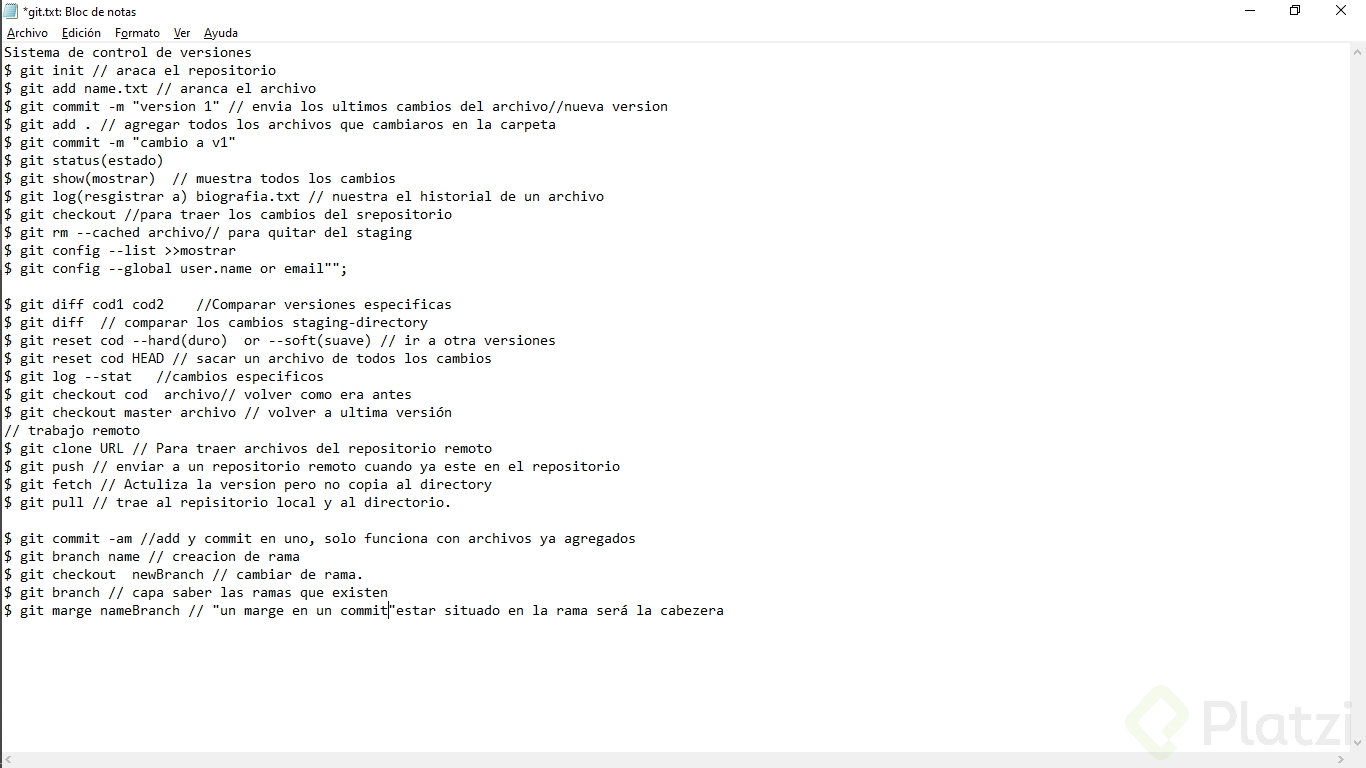 *git.txt: Bloc de notas
Archivo Edición Formato Ver Ayuda
Sistema de control de versiones
$ git init // araca el repositorio
$ git add name.txt // aranca el archivo
$ git commit -m "version 1" // envia los ultimos cambios del archivo//nueva version
$ git add . // agregar todos los archivos que cambiaros en la carpeta
$ git commit -m "cambio a v1"
$ git status(estado)
$ git show(mostrar)  // muestra todos los cambios
$ git log(resgistrar a) biografia.txt // nuestra el historial de un archivo
$ git checkout //para traer los cambios del srepositorio
$ git rm --cached archivo// para quitar del staging
$ git config --list >>mostrar
$ git config --global user.name or email"";
$ git diff cod1 cod2    //Comparar versiones especificas
$ git diff  // comparar los cambios staging-directory
$ git reset cod --hard(duro)  or --soft(suave) // ir a otra versiones
$ git reset cod HEAD // sacar un archivo de todos los cambios
$ git log --stat   //cambios especificos
$ git checkout cod  archivo// volver como era antes
$ git checkout master archivo // volver a ultima versión
// trabajo remoto
$ git clone URL // Para traer archivos del repositorio remoto
$ git push // enviar a un repositorio remoto cuando ya este en el repositorio
$ git fetch // Actuliza la version pero no copia al directory
$ git pull // trae al repisitorio local y al directorio.
$ git commit -am //add y commit en uno, solo funciona con archivos ya agregados
$ git branch name // creacion de rama
$ git checkout  newBranch // cambiar de rama.
$ git branch // capa saber las ramas que existen
$ git marge nameBranch // "un marge en un commit"estar situado en la rama será la cabezera
Platzi